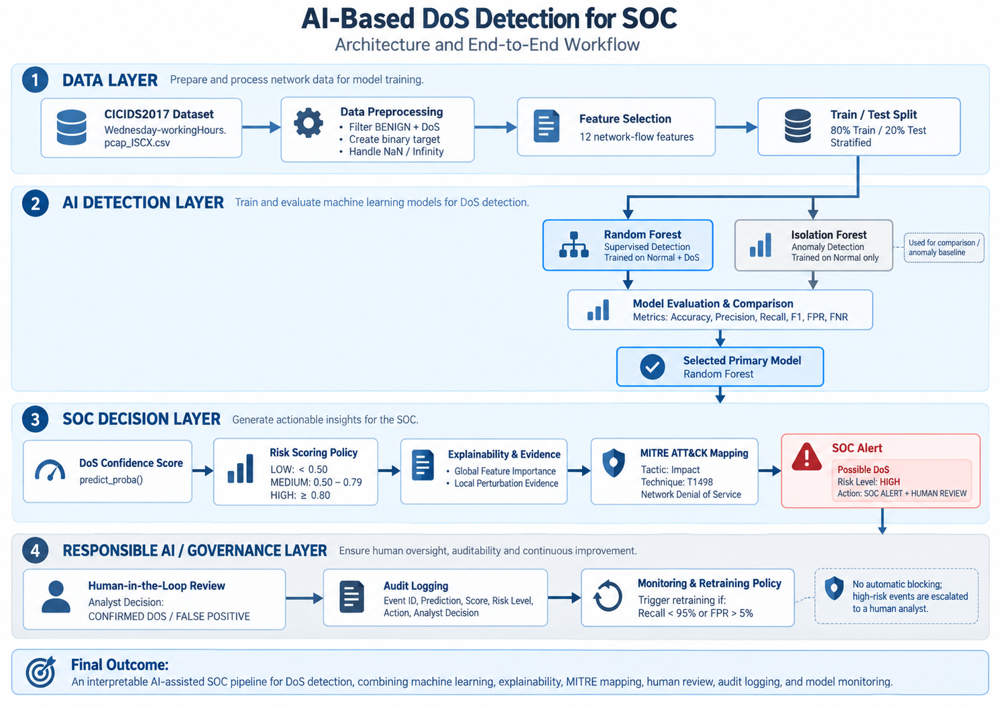 AI-Based DoS Detection for SOC
Architecture and End-to-End Workflow
1 DATA LAYER Prepare and process network data for model training.
CICIDS2017 Dataset
Wednesday-workingHours.
pcap_ISCX.csv
Data Preprocessing
• Filter BENIGN + DoS
• Create binary target
• Handle NaN / Infinity
Feature Selection
12 network-flow features
Train / Test Split
80% Train / 20% Test
Stratified
2 AI DETECTION LAYER Train and evaluate machine learning models for DoS detection.
Random Forest
Supervised Detection
Trained on Normal + DoS
Isolation Forest
Anomaly Detection
Trained on Normal only
Used for comparison /
anomaly baseline
Model Evaluation & Comparison
Metrics: Accuracy, Precision, Recall, F1, FPR, FNR
Selected Primary Model
Random Forest
3 SOC DECISION LAYER Generate actionable insights for the SOC.
DoS Confidence Score
predict_proba()
Risk Scoring Policy
LOW: < 0.50
MEDIUM: 0.50 – 0.79
HIGH: ≥ 0.80
Explainability & Evidence
• Global Feature Importance
• Local Perturbation Evidence
MITRE ATT&CK Mapping
Tactic: Impact
Technique: T1498
Network Denial of Service
SOC Alert
Possible DoS
Risk Level: HIGH
Action: SOC ALERT + HUMAN REVIEW
4 RESPONSIBLE AI / GOVERNANCE LAYER Ensure human oversight, auditability and continuous improvement.
Human-in-the-Loop Review
Analyst Decision:
CONFIRMED DOS / FALSE POSITIVE
Audit Logging
Event ID, Prediction, Score, Risk Level,
Action, Analyst Decision
Monitoring & Retraining Policy
Trigger retraining if:
Recall < 95% or FPR > 5%
No automatic blocking;
high-risk events are escalated
to a human analyst.
Final Outcome:
An interpretable AI-assisted SOC pipeline for DoS detection, combining machine learning, explainability, MITRE mapping, human review, audit logging, and model monitoring.